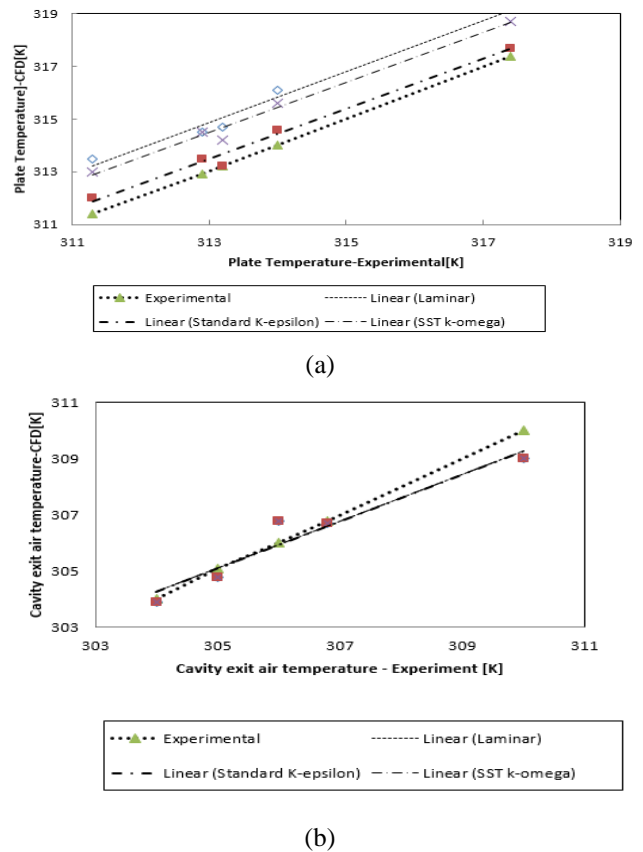 Plate Temperature]-CFD[K]
319
317
315
313
311
311 313 315 317 319
Plate Temperature-Experimental[K]
Experimental Linear (Laminar)
Linear (Standard K-epsilon) Linear (SST k-omega)
(a)
Cavity exit air temperature-CFD[K]
311
309
307
305
303
303 305 307 309 311
Cavity exit air temperature - Experiment [K]
Experimental Linear (Laminar)
Linear (Standard K-epsilon) Linear (SST k-omega)
(b)